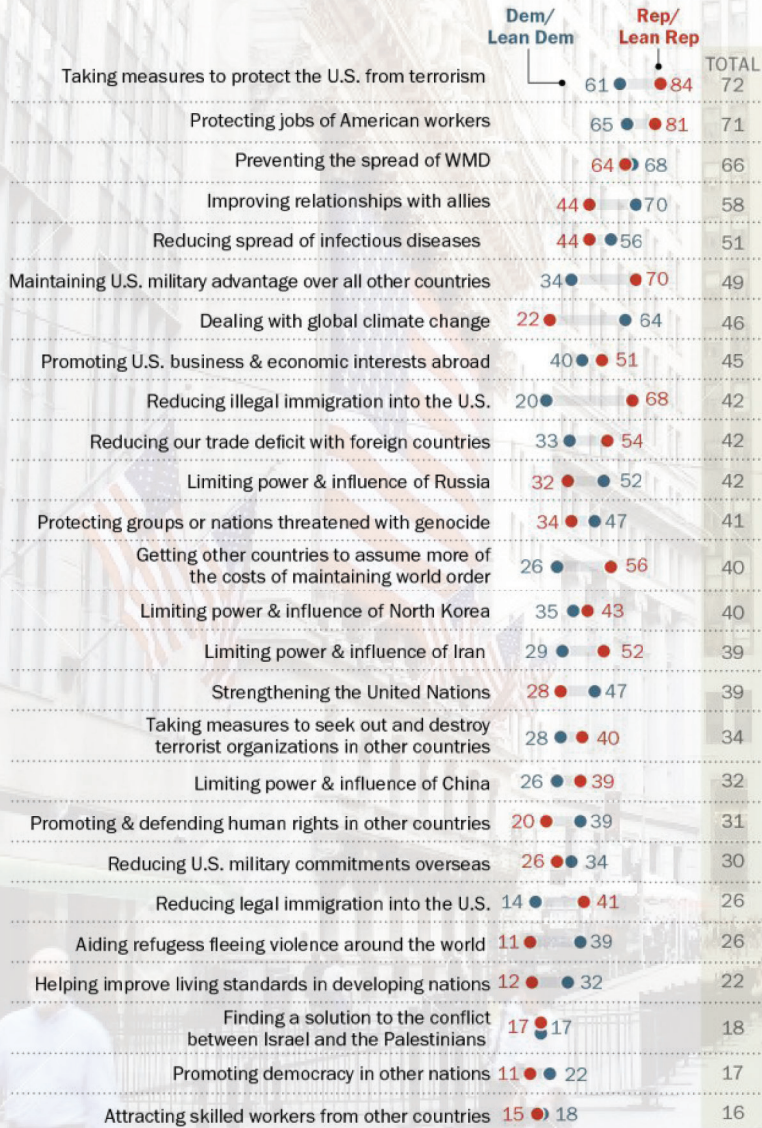 Dem/ Rep/
Lean Dem Lean Rep
TOTAL
Taking measures to protect the U.S. from terrorism 61 84 72
Protecting jobs of American workers 65 81 71
Preventing the spread of WMD 64 68 66
Improving relationships with allies 44 70 58
Reducing spread of infectious diseases 44 56 51
Maintaining U.S. military advantage over all other countries 34 70 49
Dealing with global climate change 22 64 46
Promoting U.S. business & economic interests abroad 40 51 45
Reducing illegal immigration into the U.S. 20 68 42
Reducing our trade deficit with foreign countries 33 54 42
Limiting power & influence of Russia 32 52 42
Protecting groups or nations threatened with genocide 34 47 41
Getting other countries to assume more of
the costs of maintaining world order 26 56 40
Limiting power & influence of North Korea 35 43 40
Limiting power & influence of Iran 29 52 39
Strengthening the United Nations 28 47 39
Taking measures to seek out and destroy
terrorist organizations in other countries 28 40 34
Limiting power & influence of China 26 39 32
Promoting & defending human rights in other countries 20 39 31
Reducing U.S. military commitments overseas 26 34 30
Reducing legal immigration into the U.S. 14 41 26
Aiding refugess fleeing violence around the world 11 39 26
Helping improve living standards in developing nations 12 32 22
Finding a solution to the conflict
between Israel and the Palestinians 17 17 18
Promoting democracy in other nations 11 22 17
Attracting skilled workers from other countries 15 18 16